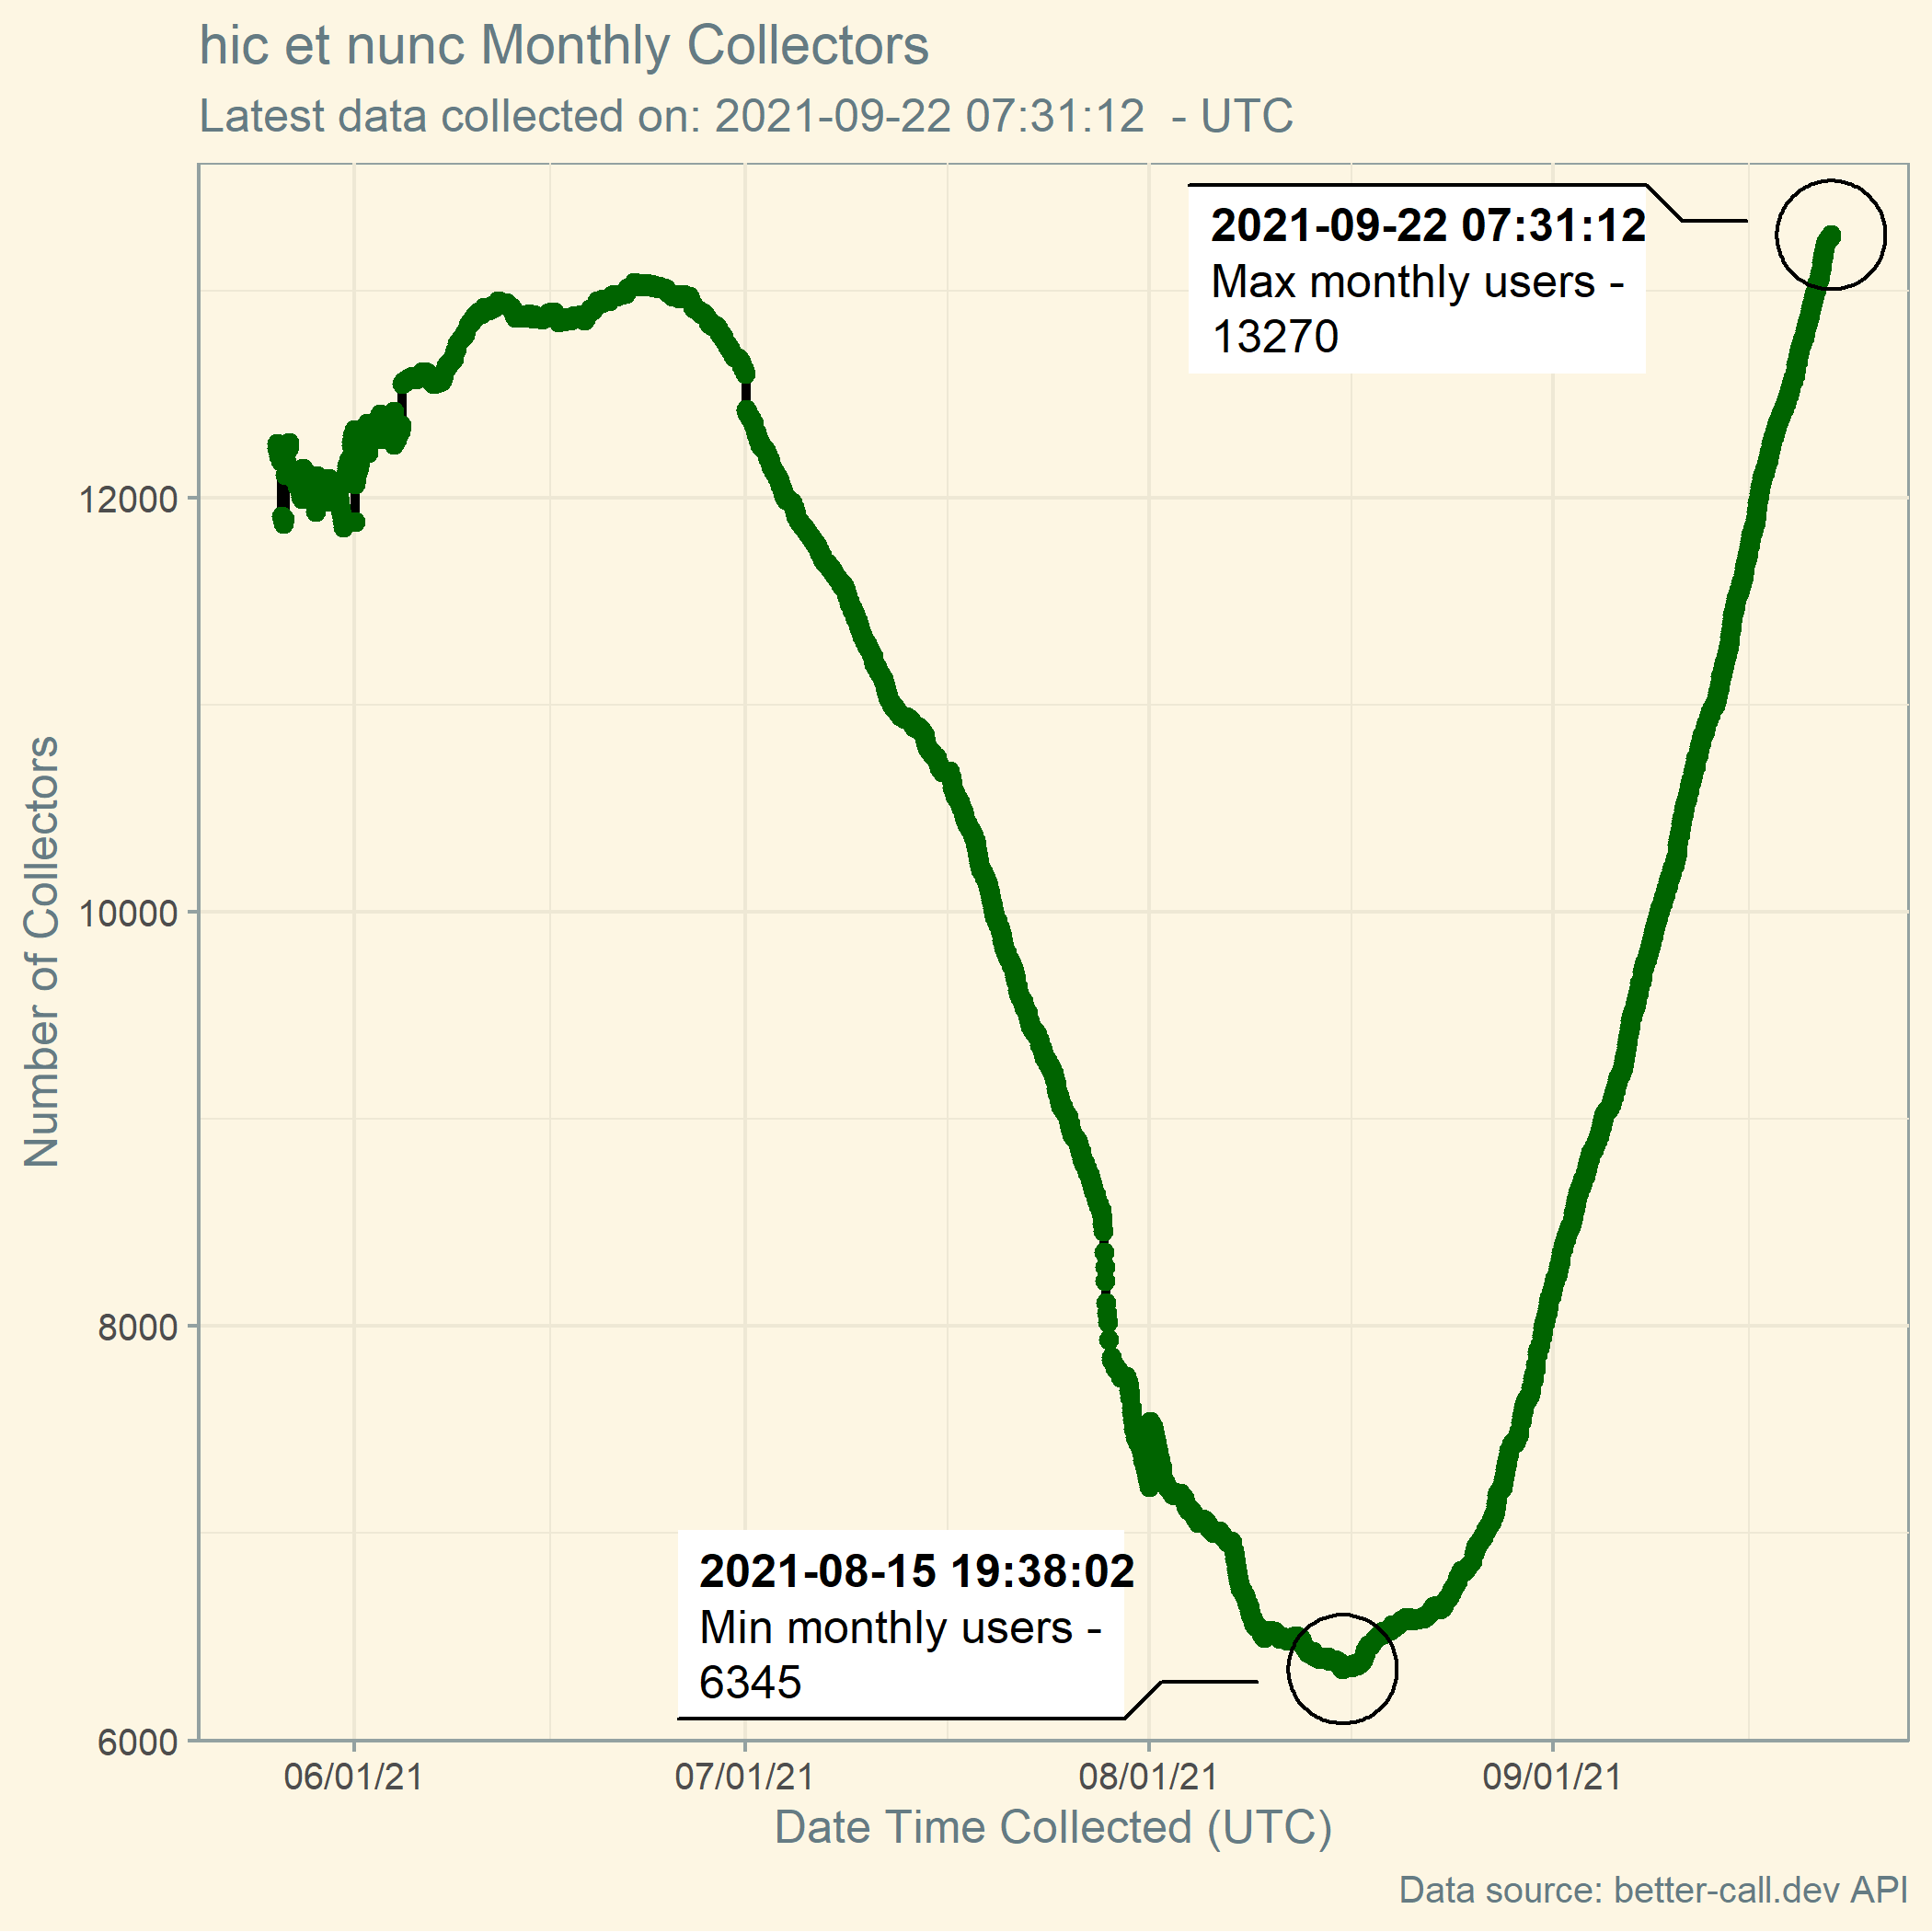 hic et nunc Monthly Collectors
Latest data collected on: 2021-09-22 07:31:12  - UTC
2021-09-22 07:31:12
Max monthly users -
13270
Number of Collectors
12000
10000
8000
6000
2021-08-15 19:38:02
Min monthly users -
6345
06/01/21
07/01/21
08/01/21
09/01/21
Date Time Collected (UTC)
Data source: better-call.dev API